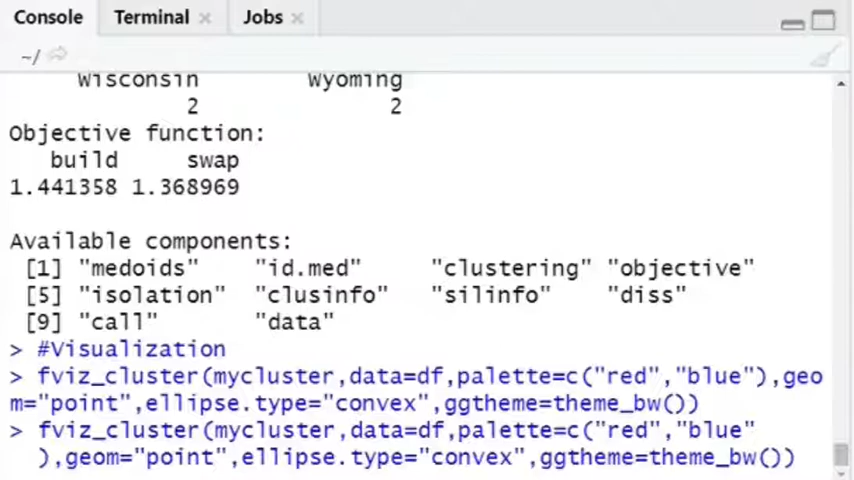 Console Terminal Jobs
~/
Wisconsin Wyoming
2 2
Objective function:
build swap
1.441358 1.368969
Available components:
[1] "medoids" "id.med" "clustering" "objective"
[5] "isolation" "clusinfo" "silinfo" "diss"
[9] "call" "data"
> #Visualization
> fviz_cluster(mycluster,data=df,palette=c("red","blue"),geo
m="point",ellipse.type="convex",ggtheme=theme_bw())
> fviz_cluster(mycluster,data=df,palette=c("red","blue"
),geom="point",ellipse.type="convex",ggtheme=theme_bw())